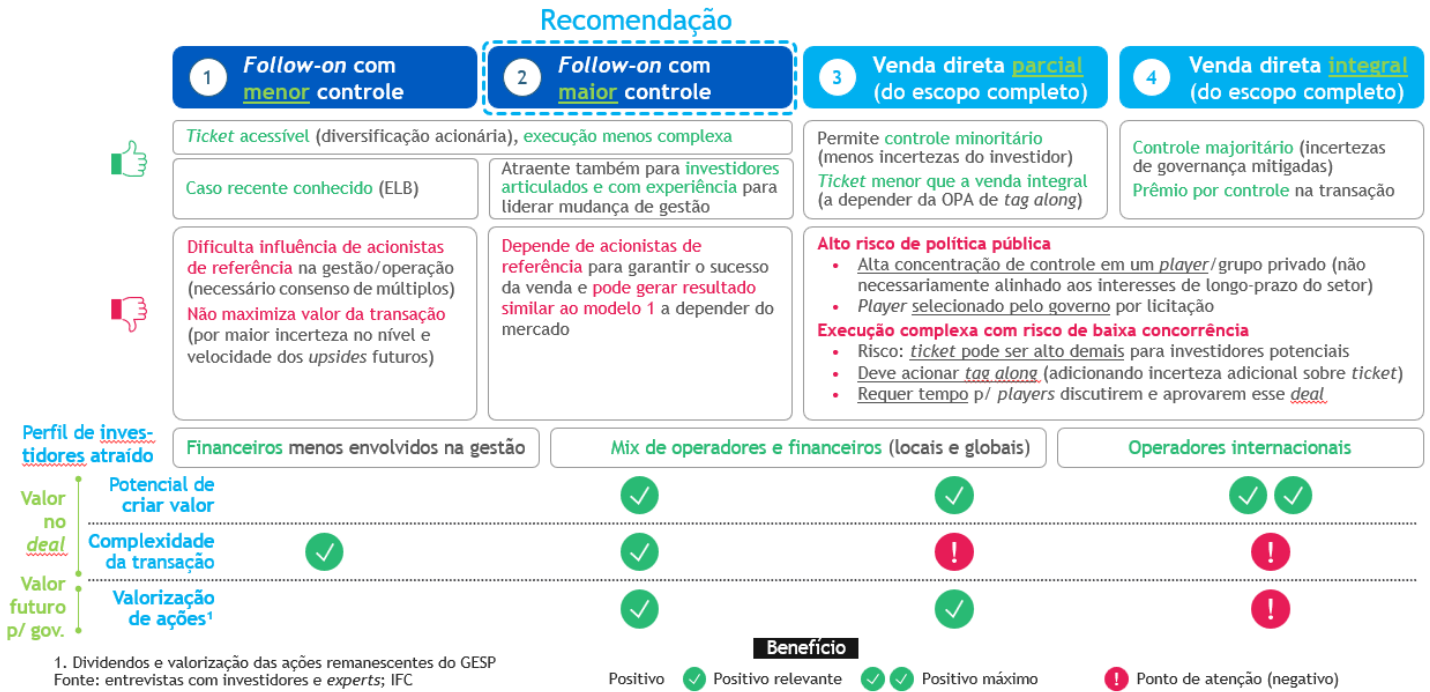 Recomendação
1
Follow-on com
menor controle
2
Follow-on com
maior controle
3
Venda direta parcial
(do escopo completo)
4
Venda direta integral
(do escopo completo)
Ticket acessível (diversificação acionária), execução menos complexa
Caso recente conhecido (ELB)
Atraente também para investidores
articulados e com experiência para
liderar mudança de gestão
Permite controle minoritário
(menos incertezas do investidor)
Ticket menor que a venda integral
(a depender da OPA de tag along)
Controle majoritário (incertezas
de governança mitigadas)
Prêmio por controle na transação
Dificulta influência de acionistas
de referência na gestão/operação
(necessário consenso de múltiplos)
Não maximiza valor da transação
(por maior incerteza no nível e
velocidade dos upsides futuros)
Depende de acionistas de
referência para garantir o sucesso
da venda e pode gerar resultado
similar ao modelo 1 a depender do
mercado
Alto risco de política pública
• Alta concentração de controle em um player/grupo privado (não
necessariamente alinhado aos interesses de longo-prazo do setor)
• Player selecionado pelo governo por licitação
Execução complexa com risco de baixa concorrência
• Risco: ticket pode ser alto demais para investidores potenciais
• Deve acionar tag along (adicionando incerteza adicional sobre ticket)
• Requer tempo p/ players discutirem e aprovarem esse deal
Perfil de inves-
tidores atraído
Financeiros menos envolvidos na gestão
Mix de operadores e financeiros (locais e globais)
Operadores internacionais
Valor
no
deal
Potencial de
criar valor
Complexidade
da transação
Valor
futuro
p/ gov.
Valorização
de ações¹
Benefício
1. Dividendos e valorização das ações remanescentes do GESP
Fonte: entrevistas com investidores e experts; IFC
Positivo
Positivo relevante
Positivo máximo
Ponto de atenção (negativo)